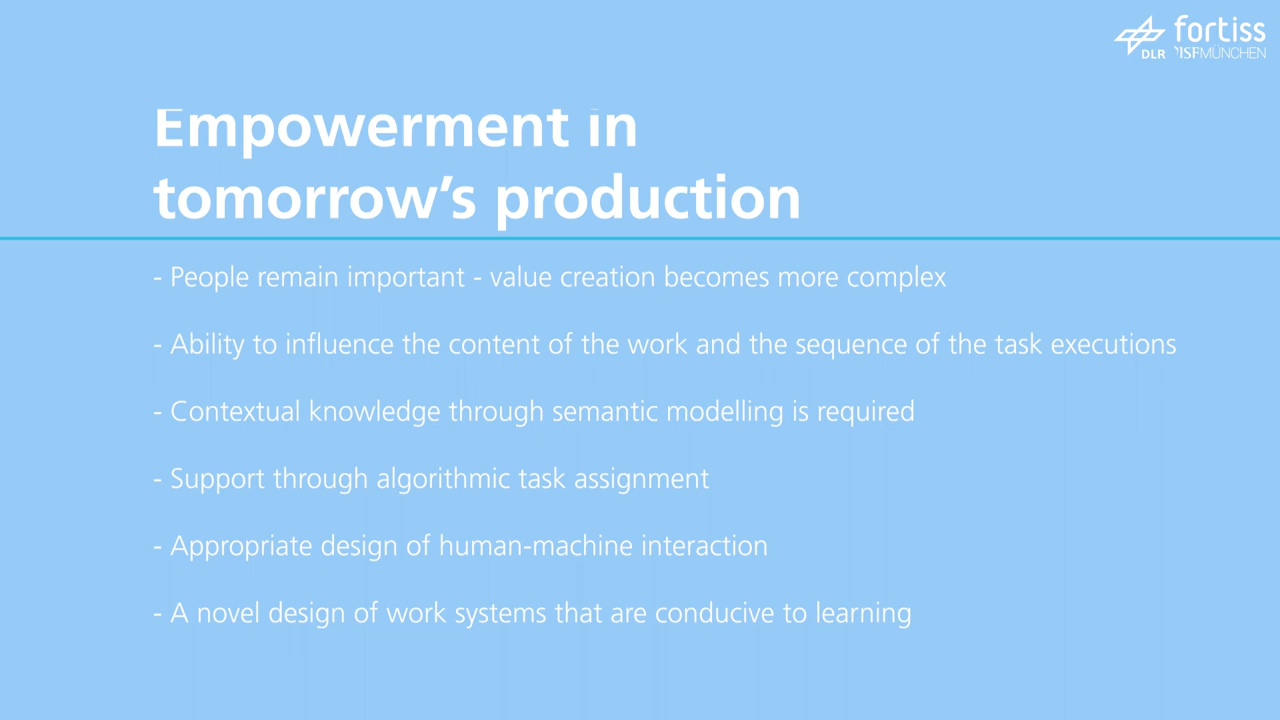 fortiss
DLR ISF MÜNCHEN
Empowerment in
tomorrow’s production
- People remain important - value creation becomes more complex
- Ability to influence the content of the work and the sequence of the task executions
- Contextual knowledge through semantic modelling is required
- Support through algorithmic task assignment
- Appropriate design of human-machine interaction
- A novel design of work systems that are conducive to learning